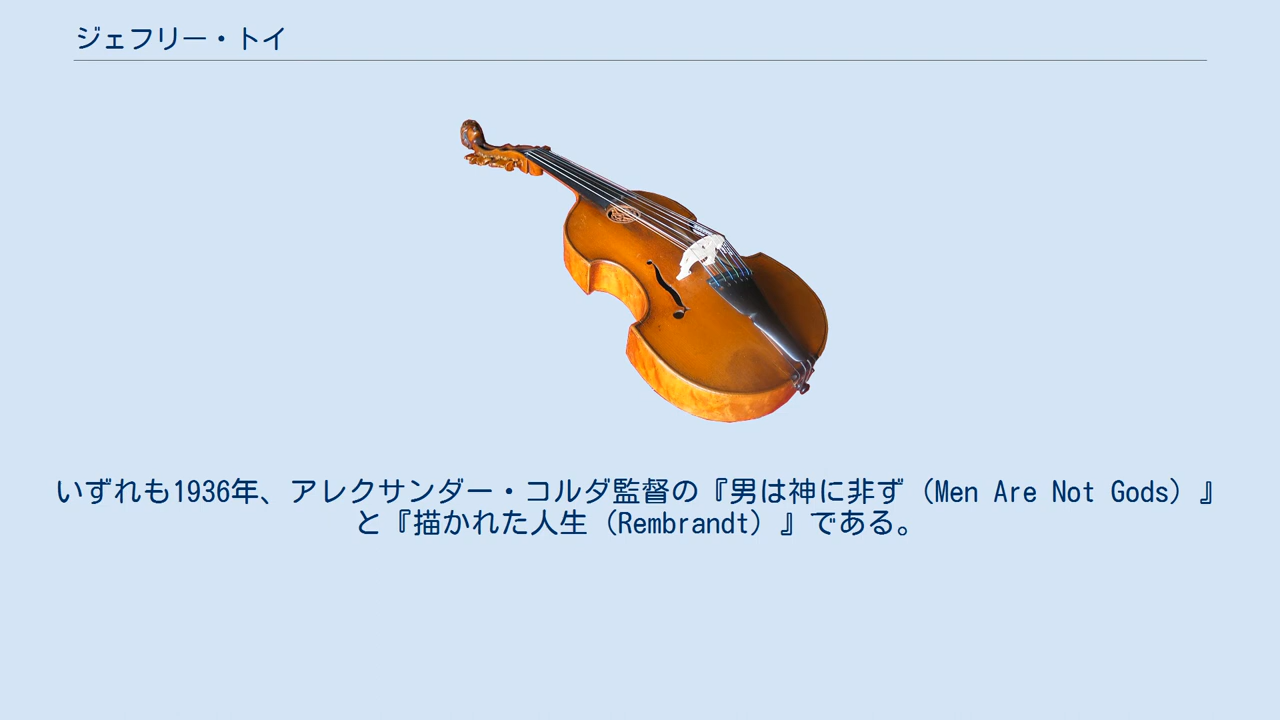 ジェフリー・トイ
いずれも1936年、アレクサンダー・コルダ監督の『男は神に非ず（Men Are Not Gods）』
と『描かれた人生（Rembrandt）』である。